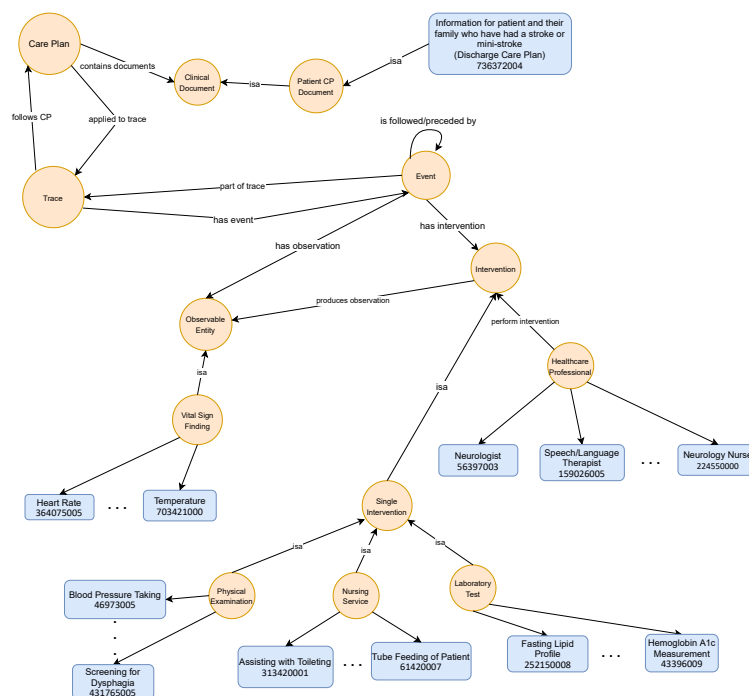 Care Plan
Information for patient and their
family who have had a stroke or
mini-stroke
(Discharge Care Plan)
736372004
contains documents
isa
Clinical
Document
isa
Patient CP
Document
follows CP
applied to trace
is followed/preceded by
Trace
part of trace
Event
has event
has intervention
has observation
Intervention
produces observation
Observable
Entity
perform intervention
Healthcare
Professional
isa
isa
Vital Sign
Finding
Neurologist
56397003
Speech/Language
Therapist
159026005
. . .
Neurology Nurse
224550000
Heart Rate
364075005
. . .
Temperature
703421000
Single
Intervention
isa
isa
isa
Blood Pressure Taking
46973005
Physical
Examination
Nursing
Service
Laboratory
Test
.
.
.
Screening for
Dysphagia
431765005
Assisting with Toileting
313420001
. . .
Tube Feeding of Patient
61420007
Fasting Lipid
Profile
252150008
. . .
Hemoglobin A1c
Measurement
43396009